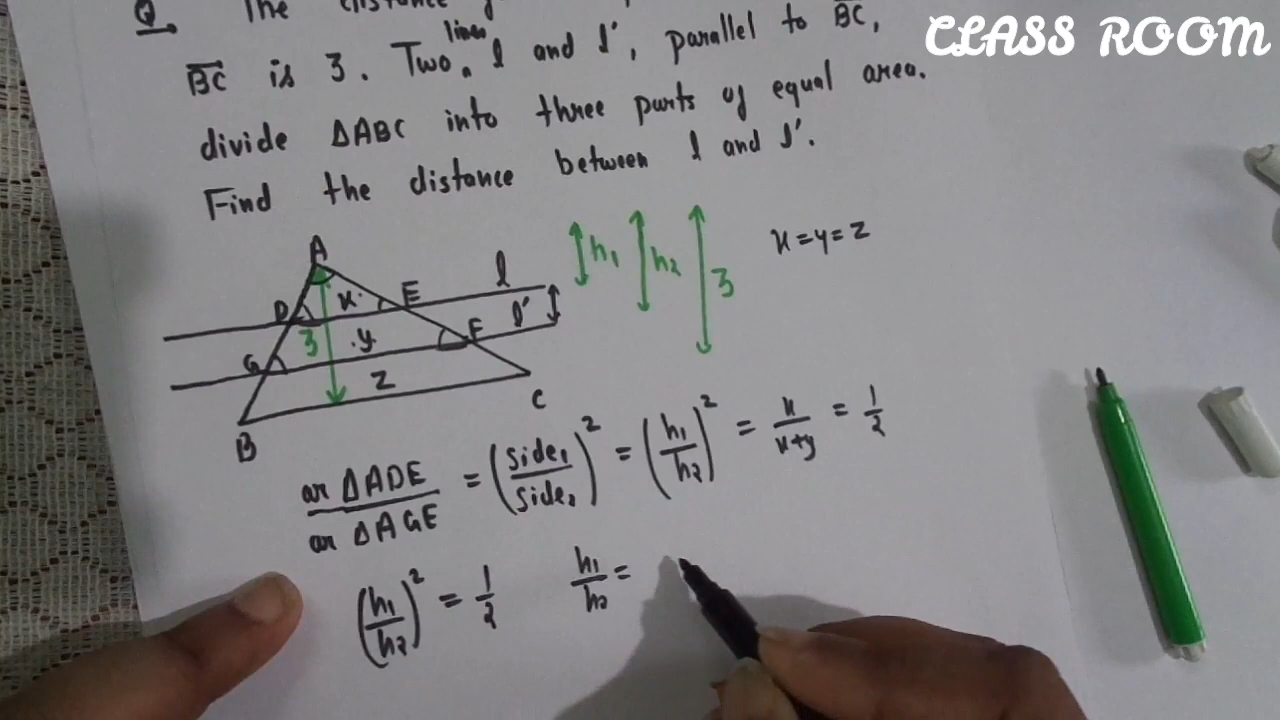 Q. The distance
CLASS ROOM
BC is 3. Two lines l and l', parallel to BC,
divide ΔABC into three parts of equal area.
Find the distance between l and l'.
A
D x E l
G 3 y F l'
z
B C
h₁ h₂ 3 x=y=z
ar ΔADE / ar ΔAGE = (side₁/side₂)² = (h₁/h₂)² = x/x+y = 1/2
(h₁/h₂)² = 1/2 h₁/h₂ =